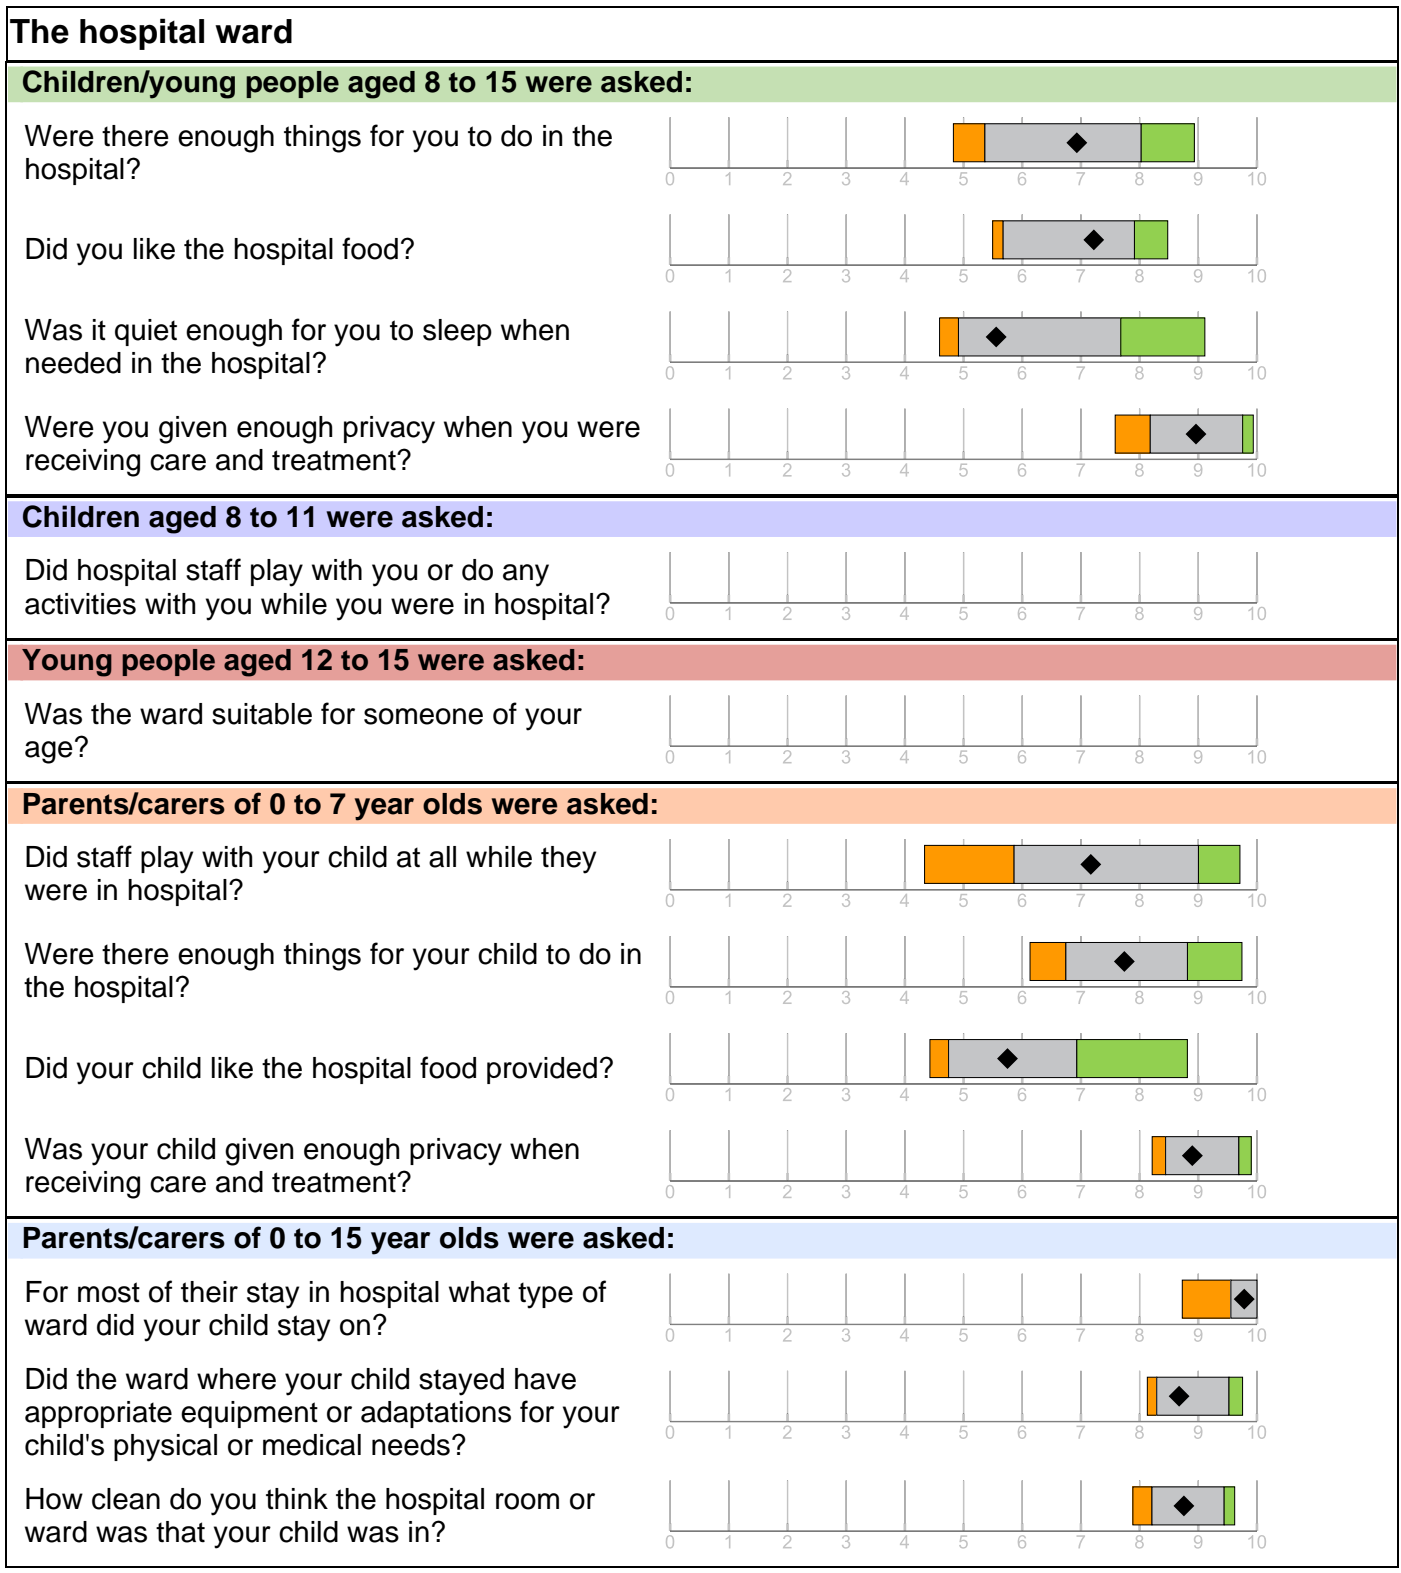 The hospital ward
Children/young people aged 8 to 15 were asked:
Were there enough things for you to do in the
hospital?
0 1 2 3 4 5 6 7 8 9 10
Did you like the hospital food?
0 1 2 3 4 5 6 7 8 9 10
Was it quiet enough for you to sleep when
needed in the hospital?
0 1 2 3 4 5 6 7 8 9 10
Were you given enough privacy when you were
receiving care and treatment?
0 1 2 3 4 5 6 7 8 9 10
Children aged 8 to 11 were asked:
Did hospital staff play with you or do any
activities with you while you were in hospital?
0 1 2 3 4 5 6 7 8 9 10
Young people aged 12 to 15 were asked:
Was the ward suitable for someone of your
age?
0 1 2 3 4 5 6 7 8 9 10
Parents/carers of 0 to 7 year olds were asked:
Did staff play with your child at all while they
were in hospital?
0 1 2 3 4 5 6 7 8 9 10
Were there enough things for your child to do in
the hospital?
0 1 2 3 4 5 6 7 8 9 10
Did your child like the hospital food provided?
0 1 2 3 4 5 6 7 8 9 10
Was your child given enough privacy when
receiving care and treatment?
0 1 2 3 4 5 6 7 8 9 10
Parents/carers of 0 to 15 year olds were asked:
For most of their stay in hospital what type of
ward did your child stay on?
0 1 2 3 4 5 6 7 8 9 10
Did the ward where your child stayed have
appropriate equipment or adaptations for your
child's physical or medical needs?
0 1 2 3 4 5 6 7 8 9 10
How clean do you think the hospital room or
ward was that your child was in?
0 1 2 3 4 5 6 7 8 9 10